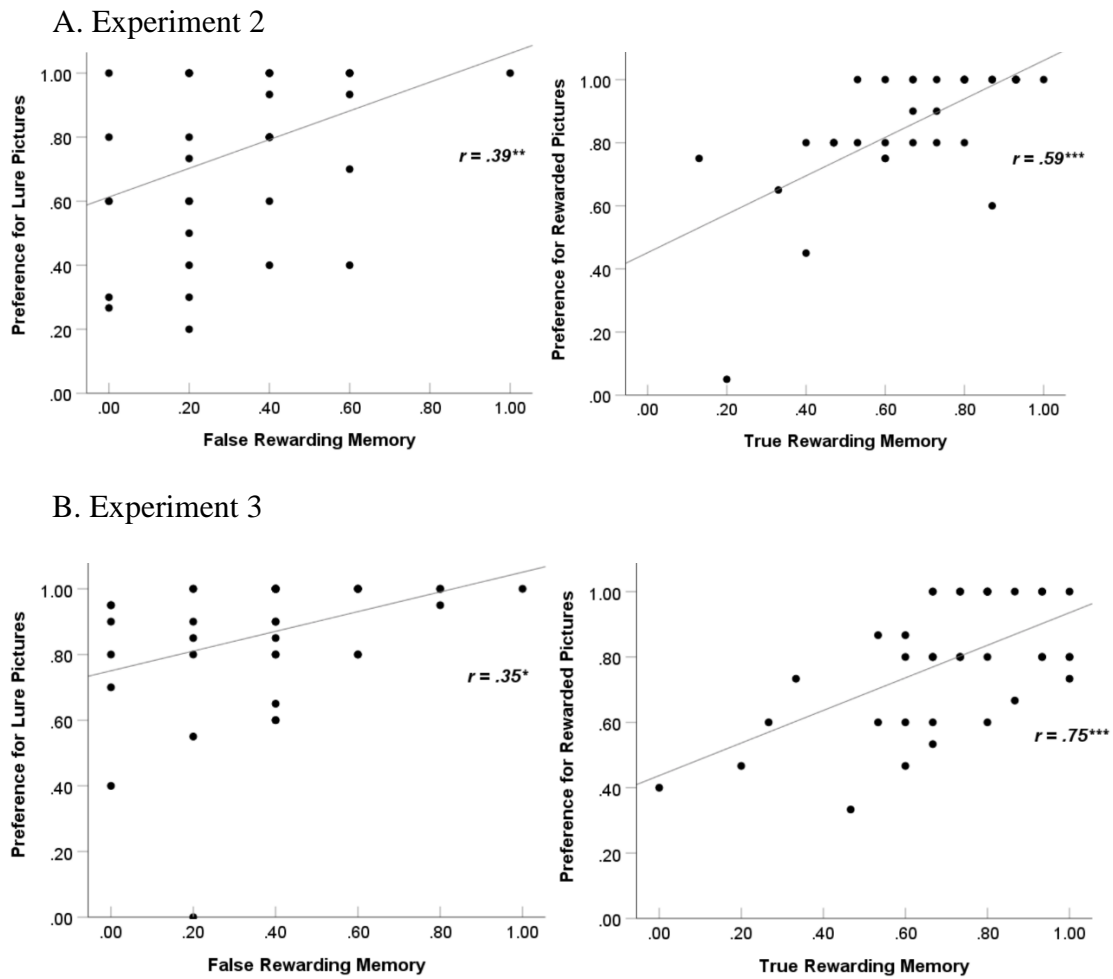 A. Experiment 2
Preference for Lure Pictures
1.00
.80
.60
.40
.20
.00
r = .39**
.00 .20 .40 .60 .80 1.00
False Rewarding Memory
Preference for Rewarded Pictures
1.00
.80
.60
.40
.20
.00
r = .59***
.00 .20 .40 .60 .80 1.00
True Rewarding Memory
B. Experiment 3
Preference for Lure Pictures
1.00
.80
.60
.40
.20
.00
r = .35*
.00 .20 .40 .60 .80 1.00
False Rewarding Memory
Preference for Rewarded Pictures
1.00
.80
.60
.40
.20
.00
r = .75***
.00 .20 .40 .60 .80 1.00
True Rewarding Memory